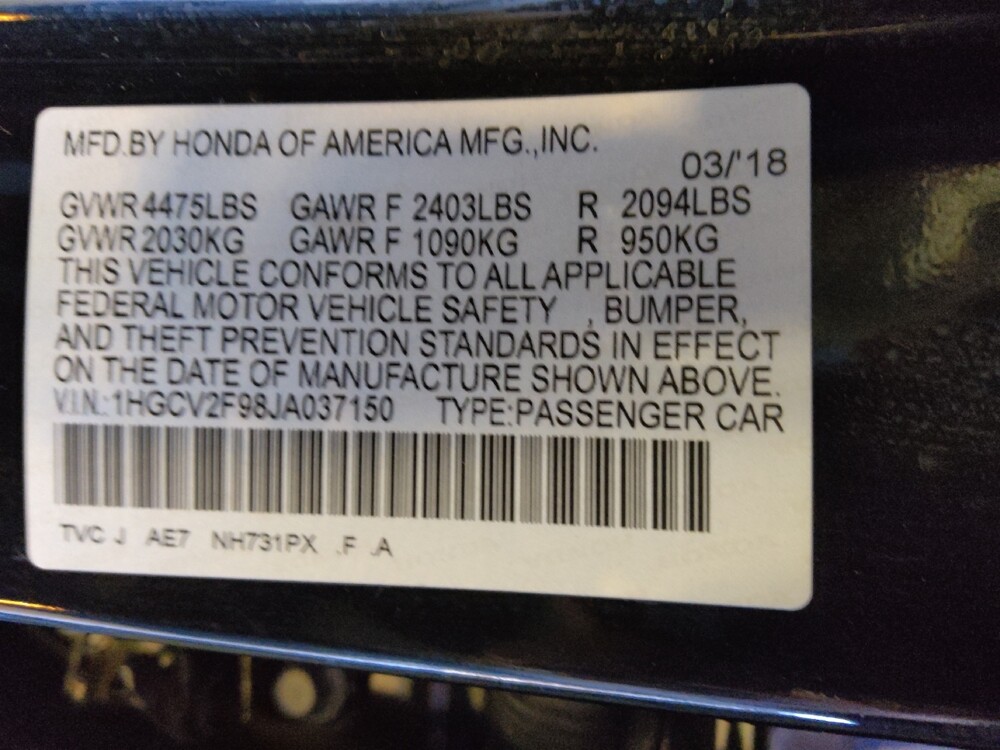 MFD.BY HONDA OF AMERICA MFG.,INC.
03/'18
GVWR 4475LBS GAWR F 2403LBS R 2094LBS
GVWR 2030KG GAWR F 1090KG R 950KG
THIS VEHICLE CONFORMS TO ALL APPLICABLE
FEDERAL MOTOR VEHICLE SAFETY , BUMPER,
AND THEFT PREVENTION STANDARDS IN EFFECT
ON THE DATE OF MANUFACTURE SHOWN ABOVE.
V.I.N.:1HGCV2F98JA037150 TYPE:PASSENGER CAR
TVC J AE7 NH731PX .F .A